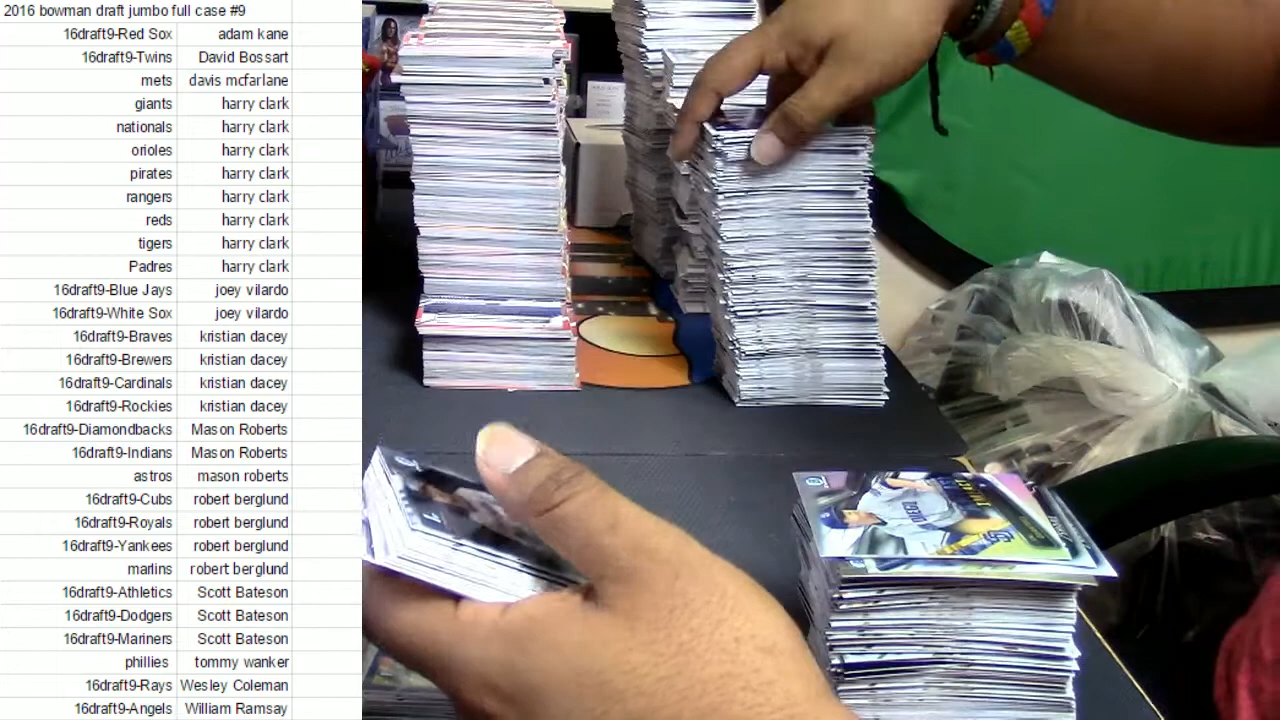 2016 bowman draft jumbo full case #9
16draft9-Red Sox adam kane
16draft9-Twins David Bossart
mets davis mcfarlane
giants harry clark
nationals harry clark
orioles harry clark
pirates harry clark
rangers harry clark
reds harry clark
tigers harry clark
Padres harry clark
16draft9-Blue Jays joey vilardo
16draft9-White Sox joey vilardo
16draft9-Braves kristian dacey
16draft9-Brewers kristian dacey
16draft9-Cardinals kristian dacey
16draft9-Rockies kristian dacey
16draft9-Diamondbacks Mason Roberts
16draft9-Indians Mason Roberts
astros mason roberts
16draft9-Cubs robert berglund
16draft9-Royals robert berglund
16draft9-Yankees robert berglund
marlins robert berglund
16draft9-Athletics Scott Bateson
16draft9-Dodgers Scott Bateson
16draft9-Mariners Scott Bateson
phillies tommy wanker
16draft9-Rays Wesley Coleman
16draft9-Angels William Ramsay